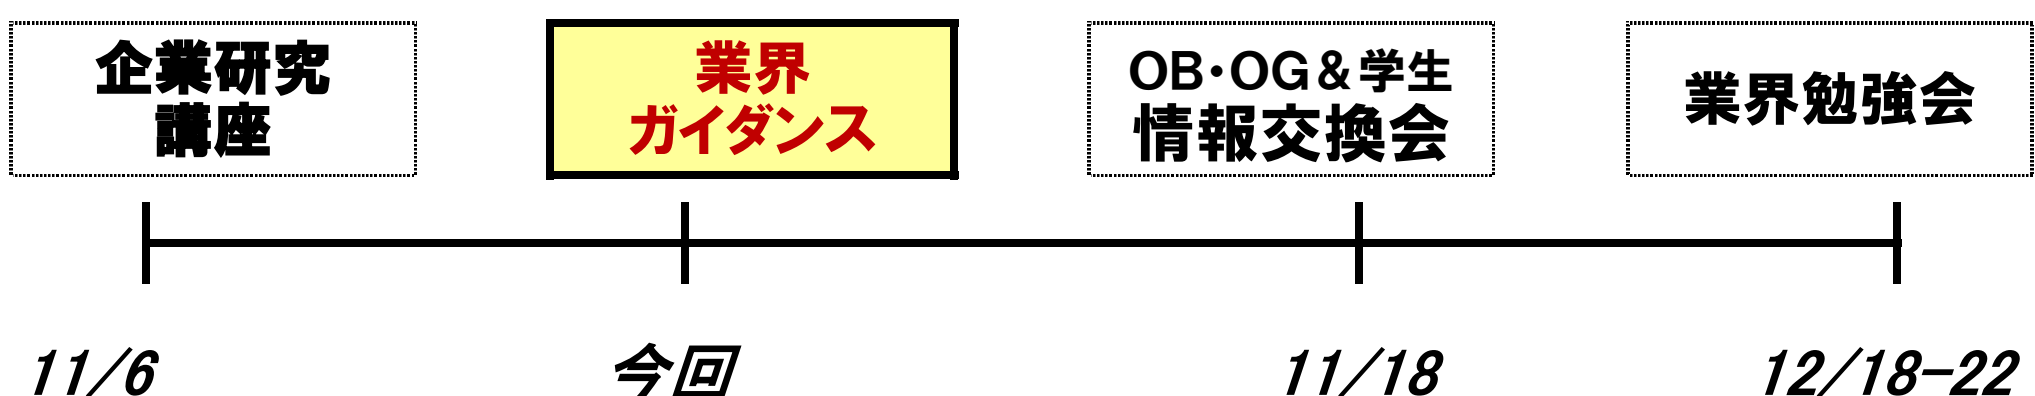 企業研究
講座
業界
ガイダンス
OB・OG＆学生
情報交換会
業界勉強会
11/6
今回
11/18
12/18-22